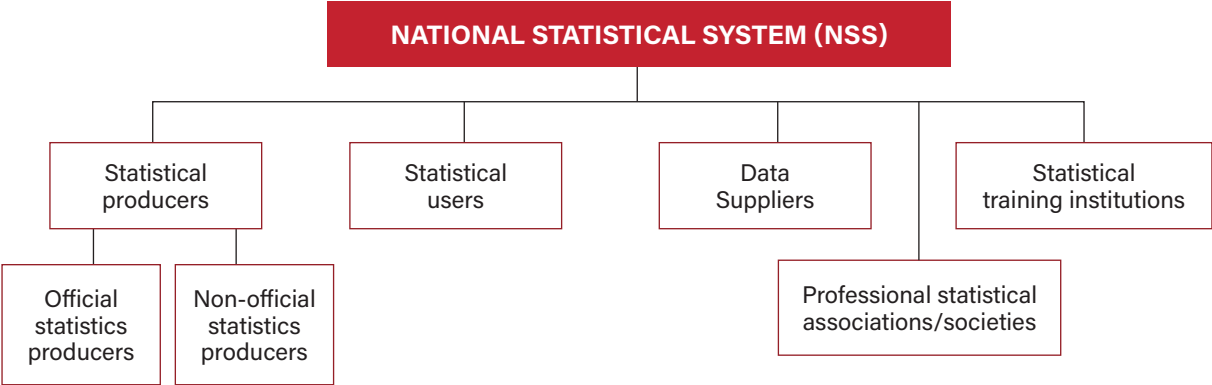 NATIONAL STATISTICAL SYSTEM (NSS)
Statistical
producers
Statistical
users
Data
Suppliers
Statistical
training institutions
Official
statistics
producers
Non-official
statistics
producers
Professional statistical
associations/societies